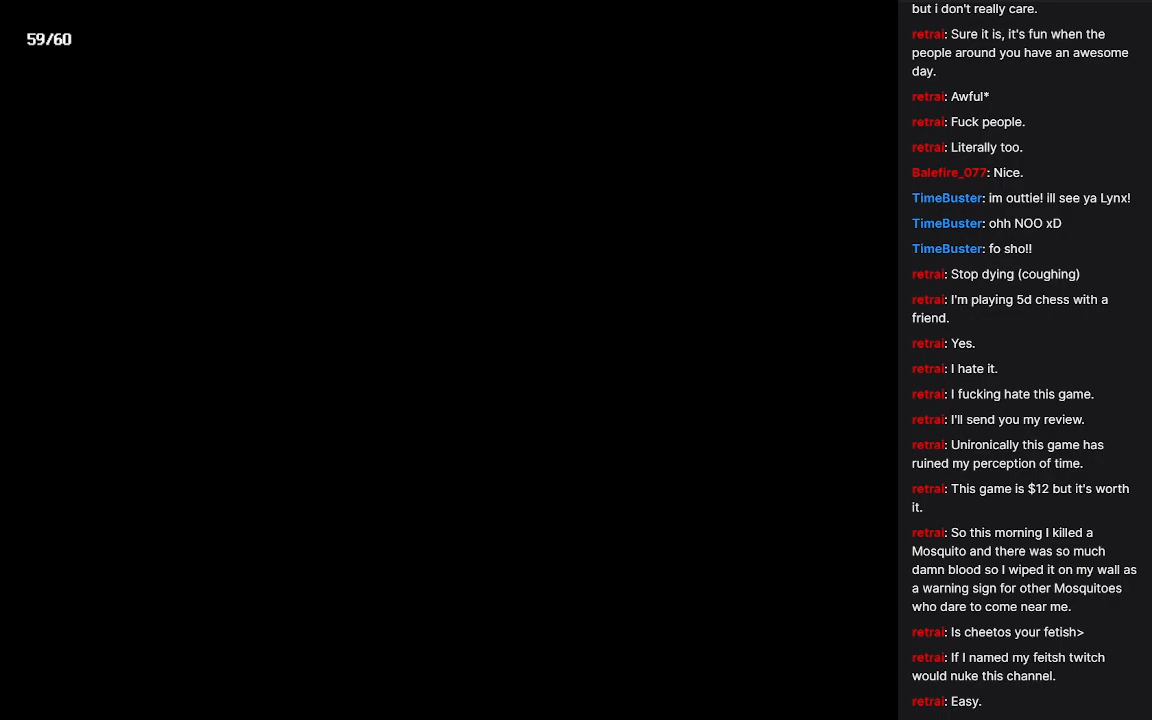 59/60
but i don't really care.
retrai: Sure it is, it's fun when the
people around you have an awesome
day.
retrai: Awful*
retrai: Fuck people.
retrai: Literally too.
Balefire_077: Nice.
TimeBuster: im outtie! ill see ya Lynx!
TimeBuster: ohh NOO xD
TimeBuster: fo sho!!
retrai: Stop dying (coughing)
retrai: I'm playing 5d chess with a
friend.
retrai: Yes.
retrai: I hate it.
retrai: I fucking hate this game.
retrai: I'll send you my review.
retrai: Unironically this game has
ruined my perception of time.
retrai: This game is $12 but it's worth
it.
retrai: So this morning I killed a
Mosquito and there was so much
damn blood so I wiped it on my wall as
a warning sign for other Mosquitoes
who dare to come near me.
retrai: Is cheetos your fetish>
retrai: If I named my feitsh twitch
would nuke this channel.
retrai: Easy.